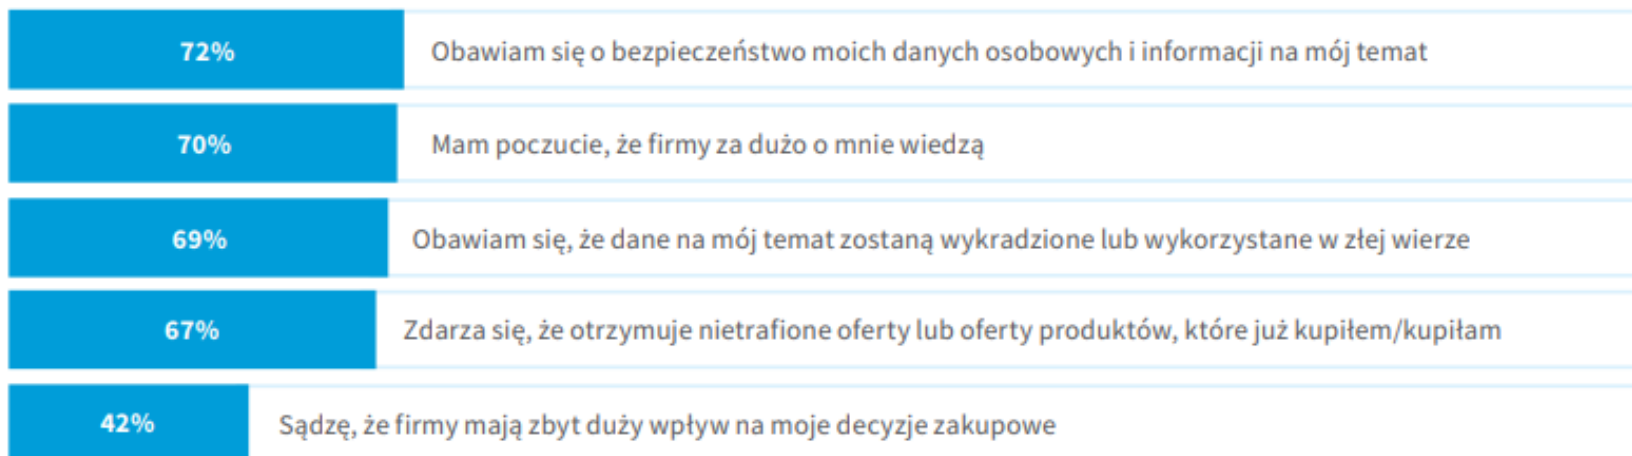 72% Obawiam się o bezpieczeństwo moich danych osobowych i informacji na mój temat
70% Mam poczucie, że firmy za dużo o mnie wiedzą
69% Obawiam się, że dane na mój temat zostaną wykradzione lub wykorzystane w złej wierze
67% Zdarza się, że otrzymuje nietrafione oferty lub oferty produktów, które już kupiłem/kupiłam
42% Sądzę, że firmy mają zbyt duży wpływ na moje decyzje zakupowe